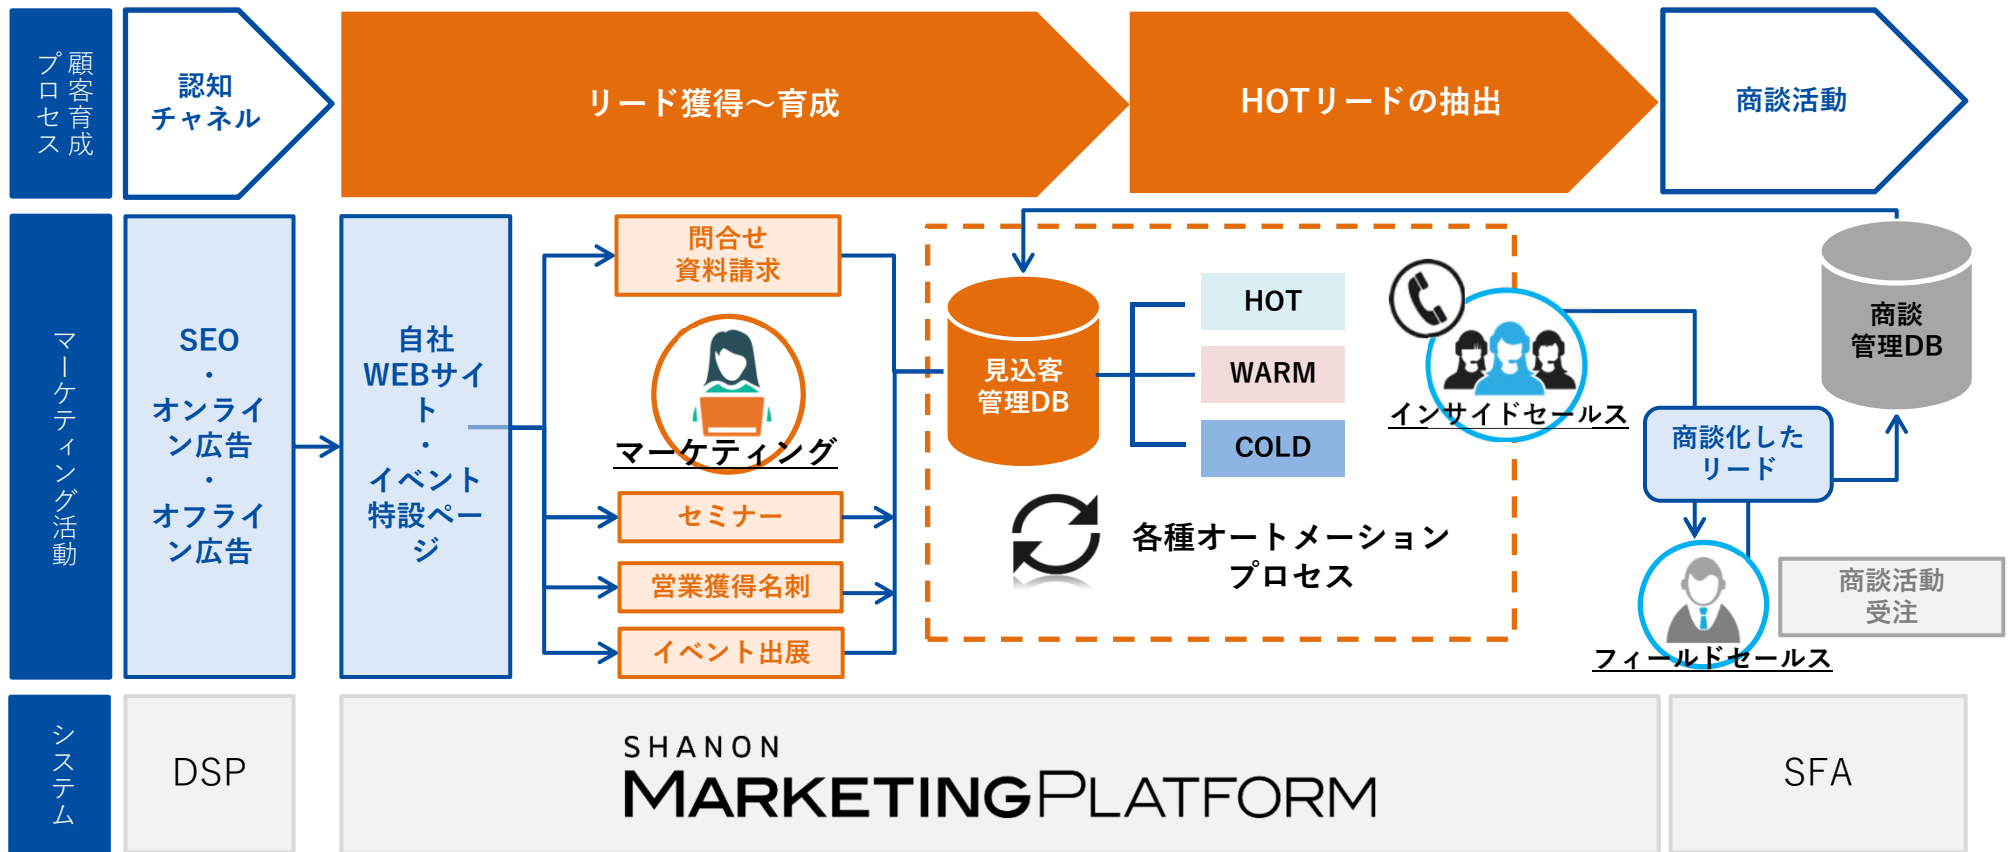 顧客育成
プロセス
認知
チャネル
リード獲得～育成
HOTリードの抽出
商談活動
マーケティング活動
SEO
・
オンライ
ン広告
・
オフライ
ン広告
自社
WEBサイ
ト
・
イベント
特設ペー
ジ
問合せ
資料請求
マーケティング
セミナー
営業獲得名刺
イベント出展
見込客
管理DB
HOT
WARM
COLD
各種オートメーション
プロセス
インサイドセールス
商談化した
リード
商談
管理DB
フィールドセールス
商談活動
受注
システム
DSP
SHANON
MARKETINGPLATFORM
SFA